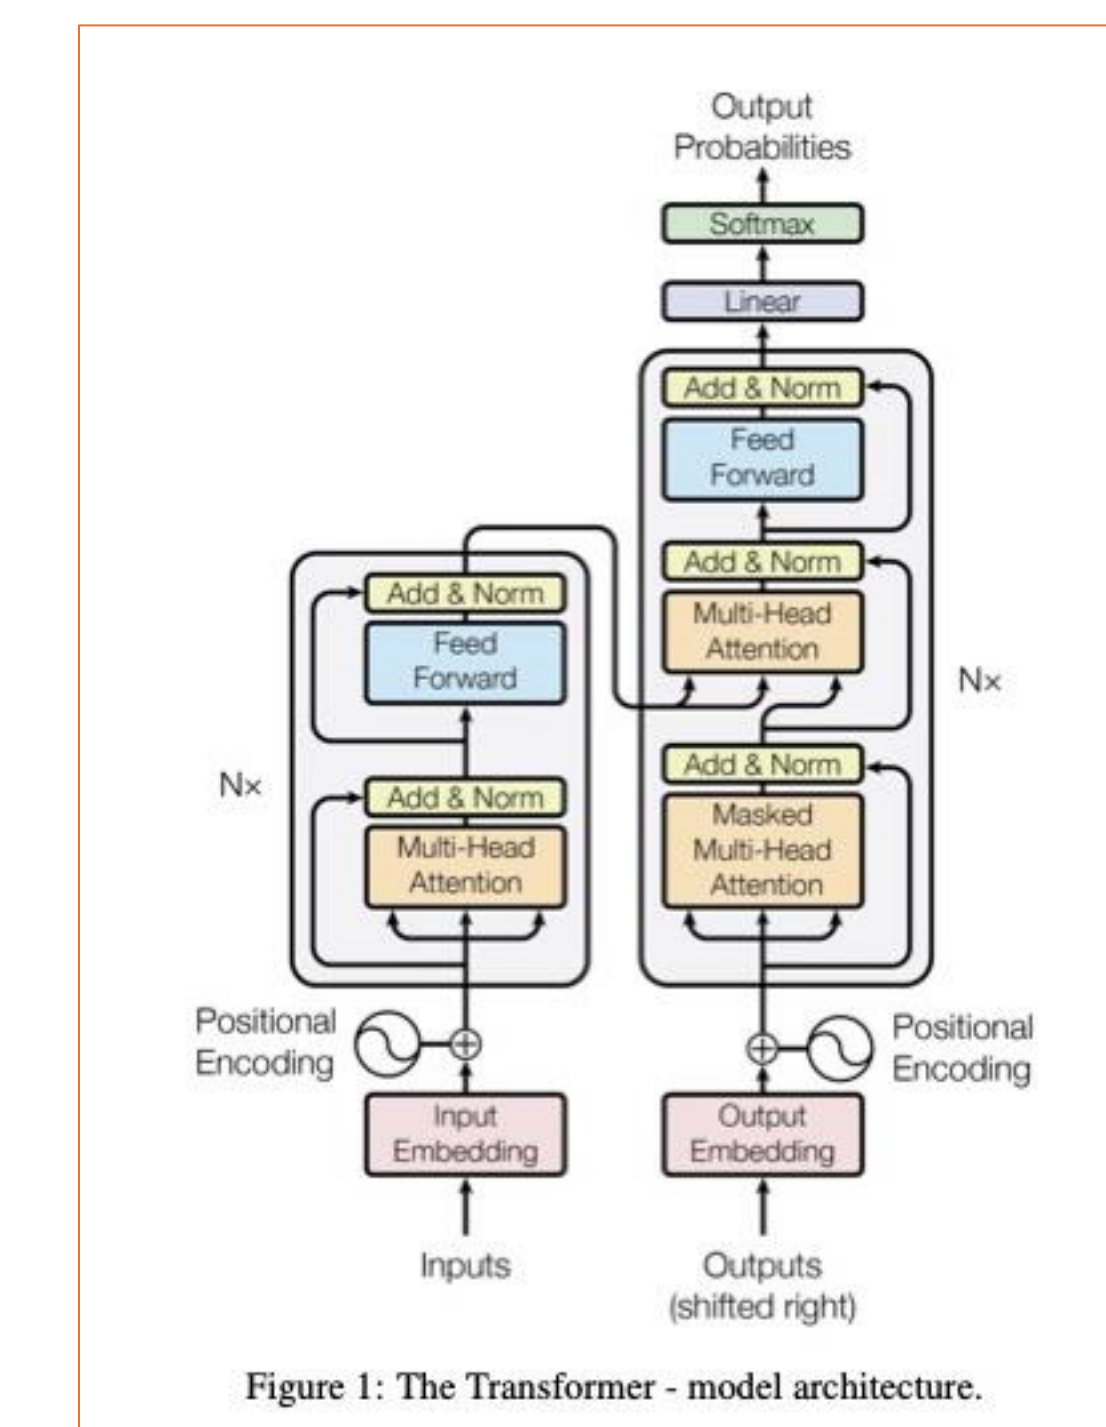 Output
Probabilities
Softmax
Linear
Add & Norm
Feed
Forward
Add & Norm
Multi-Head
Attention
Add & Norm
Masked
Multi-Head
Attention
Nx
Add & Norm
Feed
Forward
Add & Norm
Multi-Head
Attention
Nx
Positional
Encoding
Positional
Encoding
Input
Embedding
Output
Embedding
Inputs
Outputs
(shifted right)
Figure 1: The Transformer - model architecture.